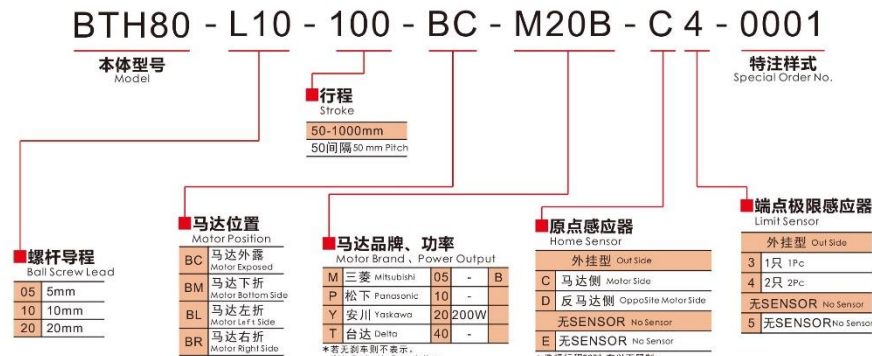 BTH80 - L10 - 100 - BC - M20B - C 4 - 0001
本体型号
Model
特注样式
Special Order No.
行程
Stroke
50-1000mm
50间隔 50 mm Pitch
螺杆导程
Ball Screw Lead
05 5mm
10 10mm
20 20mm
马达位置
Motor Position
BC 马达外露
Motor Exposed
BM 马达下折
Motor Bottom Side
BL 马达左折
Motor Left Side
BR 马达右折
Motor Right Side
马达品牌、功率
Motor Brand 、 Power Output
M 三菱 Mitsubishi 05 - B
P 松下 Panasonic 10 -
Y 安川 Yaskawa 20 200W
T 台达 Delta 40 -
*若无刹车则不表示。
原点感应器
Home Sensor
外挂型 Out Side
C 马达侧 Motor Side
D 反马达侧 OppoSite Motor Side
无SENSOR No Sensor
E 无SENSOR No Sensor
端点极限感应器
Limit Sensor
外挂型 Out Side
3 1只 1Pc
4 2只 2Pc
无SENSOR No Sensor
5 无SENSOR No Sensor